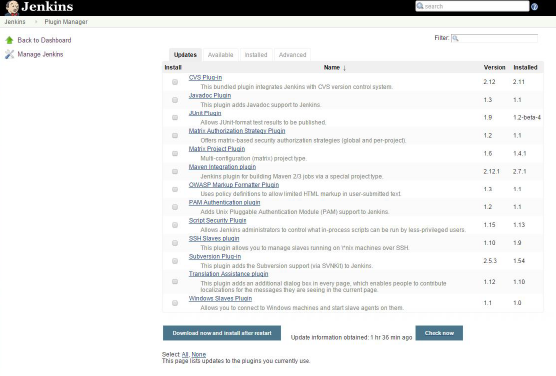 Jenkins
search
Jenkins
Plugin Manager
Back to Dashboard
Manage Jenkins
Filter:
Updates Available Installed Advanced
Install Name ↓ Version Installed
CVS Plug-in 2.12 2.11
This bundled plugin integrates Jenkins with CVS version control system.
Javadoc Plugin 1.3 1.1
This plugin adds Javadoc support to Jenkins.
JUnit Plugin 1.9 1.2-beta-4
Allows JUnit-format test results to be published.
Matrix Authorization Strategy Plugin 1.2 1.1
Offers matrix-based security authorization strategies (global and per-project).
Matrix Project Plugin 1.6 1.4.1
Multi-configuration (matrix) project type.
Maven Integration plugin 2.12.1 2.7.1
Jenkins plugin for building Maven 2/3 jobs via a special project type.
OWASP Markup Formatter Plugin 1.3 1.1
Uses policy definitions to allow limited HTML markup in user-submitted text.
PAM Authentication plugin 1.2 1.1
Adds Unix Pluggable Authentication Module (PAM) support to Jenkins.
Script Security Plugin 1.15 1.13
Allows Jenkins administrators to control what in-process scripts can be run by less-privileged users.
SSH Slaves plugin 1.10 1.9
This plugin allows you to manage slaves running on *nix machines over SSH.
Subversion Plug-in 2.5.3 1.54
This plugin adds the Subversion support (via SVNKit) to Jenkins.
Translation Assistance plugin 1.12 1.10
This plugin adds an additional dialog box in every page, which enables people to contribute
localizations for the messages they are seeing in the current page.
Windows Slaves Plugin 1.1 1.0
Allows you to connect to Windows machines and start slave agents on them.
Download now and install after restart Update information obtained: 1 hr 36 min ago Check now
Select: All, None
This page lists updates to the plugins you currently use.